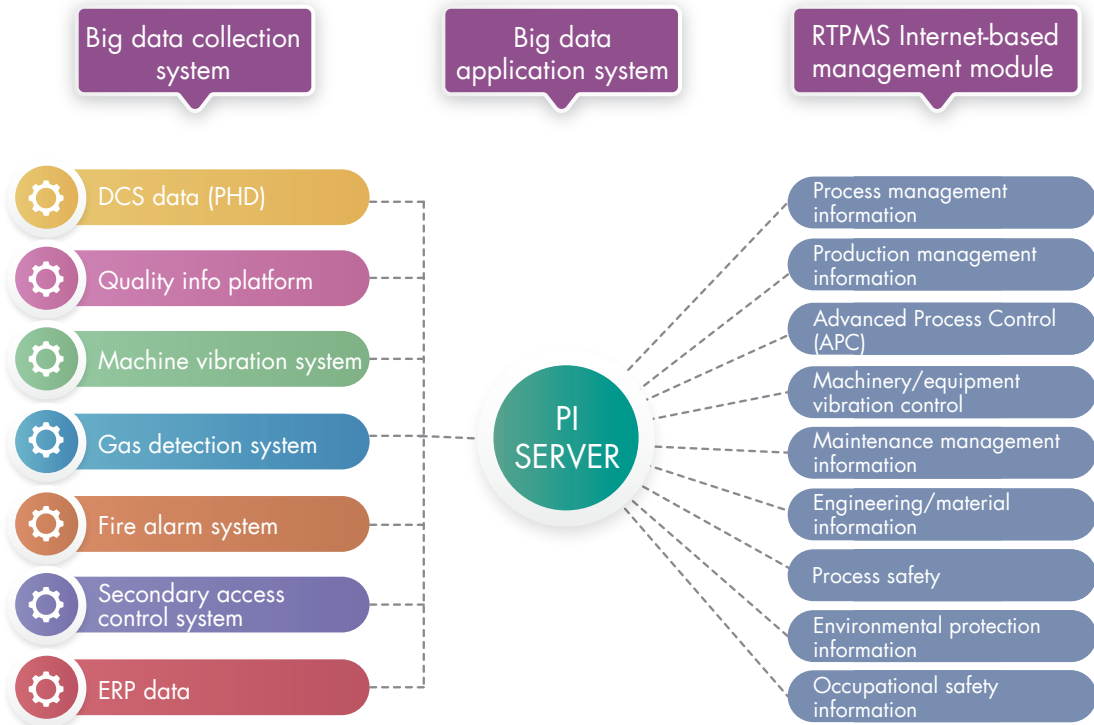 Big data collection
system
Big data
application system
RTPMS Internet-based
management module
DCS data (PHD)
Quality info platform
Machine vibration system
Gas detection system
Fire alarm system
Secondary access
control system
ERP data
PI
SERVER
Process management
information
Production management
information
Advanced Process Control
(APC)
Machinery/equipment
vibration control
Maintenance management
information
Engineering/material
information
Process safety
Environmental protection
information
Occupational safety
information